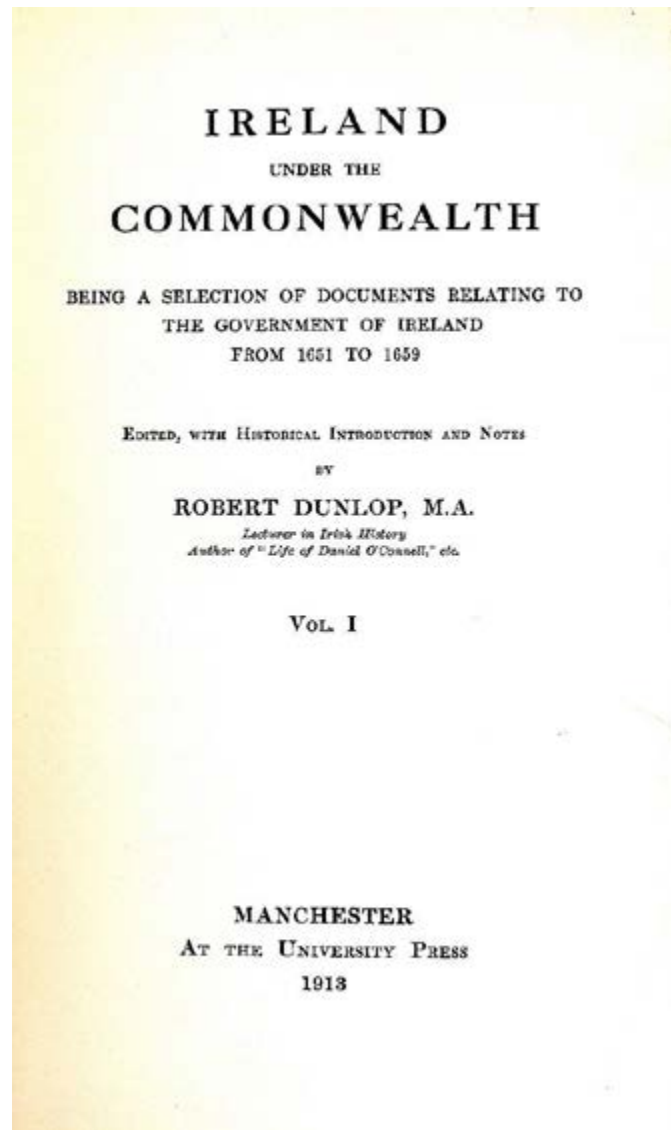 IRELAND
UNDER THE
COMMONWEALTH
BEING A SELECTION OF DOCUMENTS RELATING TO
THE GOVERNMENT OF IRELAND
FROM 1651 TO 1659
EDITED, WITH HISTORICAL INTRODUCTION AND NOTES
BY
ROBERT DUNLOP, M.A.
Lecturer in Irish History
Author of "Life of Daniel O'Connell," etc.
VOL. I
MANCHESTER
AT THE UNIVERSITY PRESS
1913